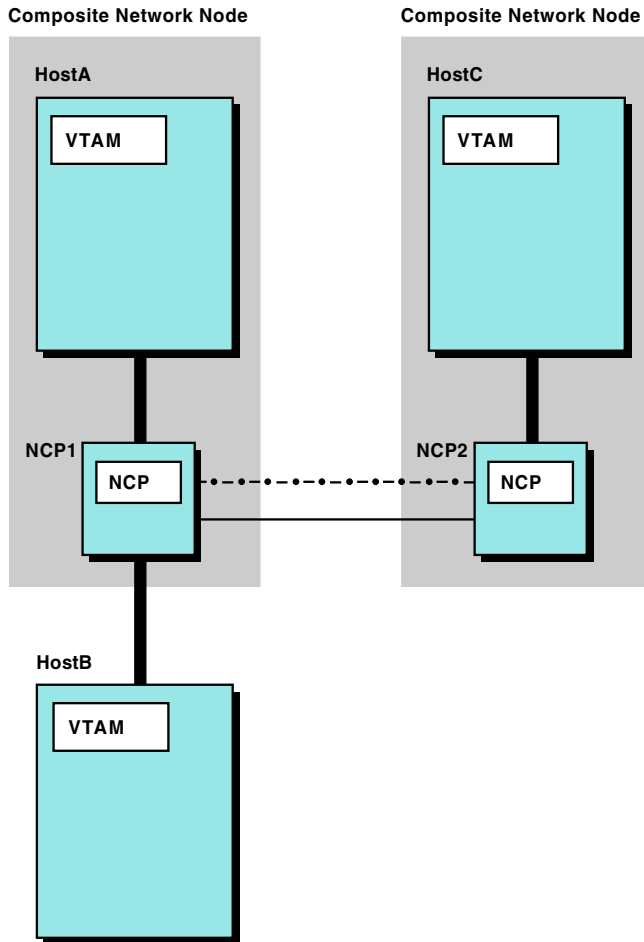 Composite Network Node
Composite Network Node
HostA
HostC
VTAM
VTAM
NCP1
NCP2
NCP
NCP
HostB
VTAM